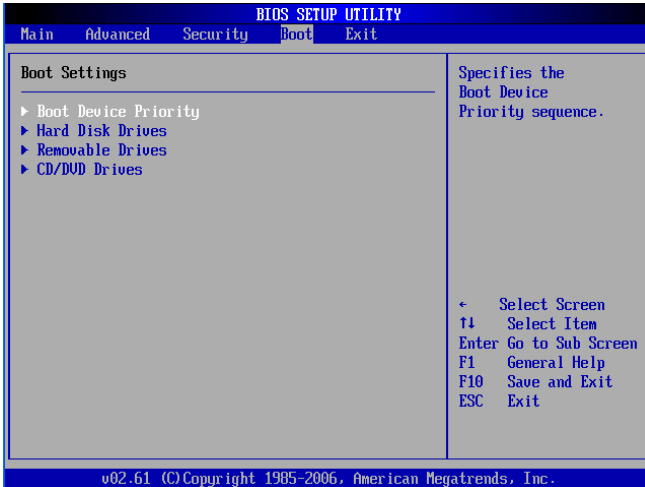 BIOS SETUP UTILITY
Main Advanced Security Boot Exit
Boot Settings
▶ Boot Device Priority
▶ Hard Disk Drives
▶ Removable Drives
▶ CD/DVD Drives
Specifies the
Boot Device
Priority sequence.
← Select Screen
↑↓ Select Item
Enter Go to Sub Screen
F1 General Help
F10 Save and Exit
ESC Exit
v02.61 (C)Copyright 1985-2006, American Megatrends, Inc.